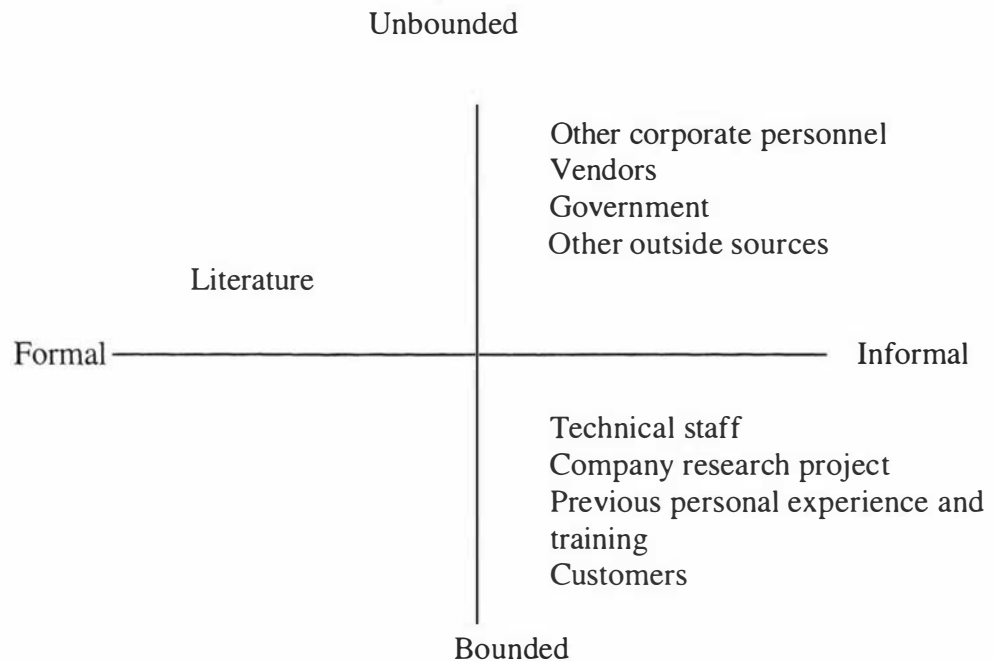 Unbounded
Other corporate personnel
Vendors
Government
Other outside sources
Literature
Formal
Informal
Technical staff
Company research project
Previous personal experience and
training
Customers
Bounded